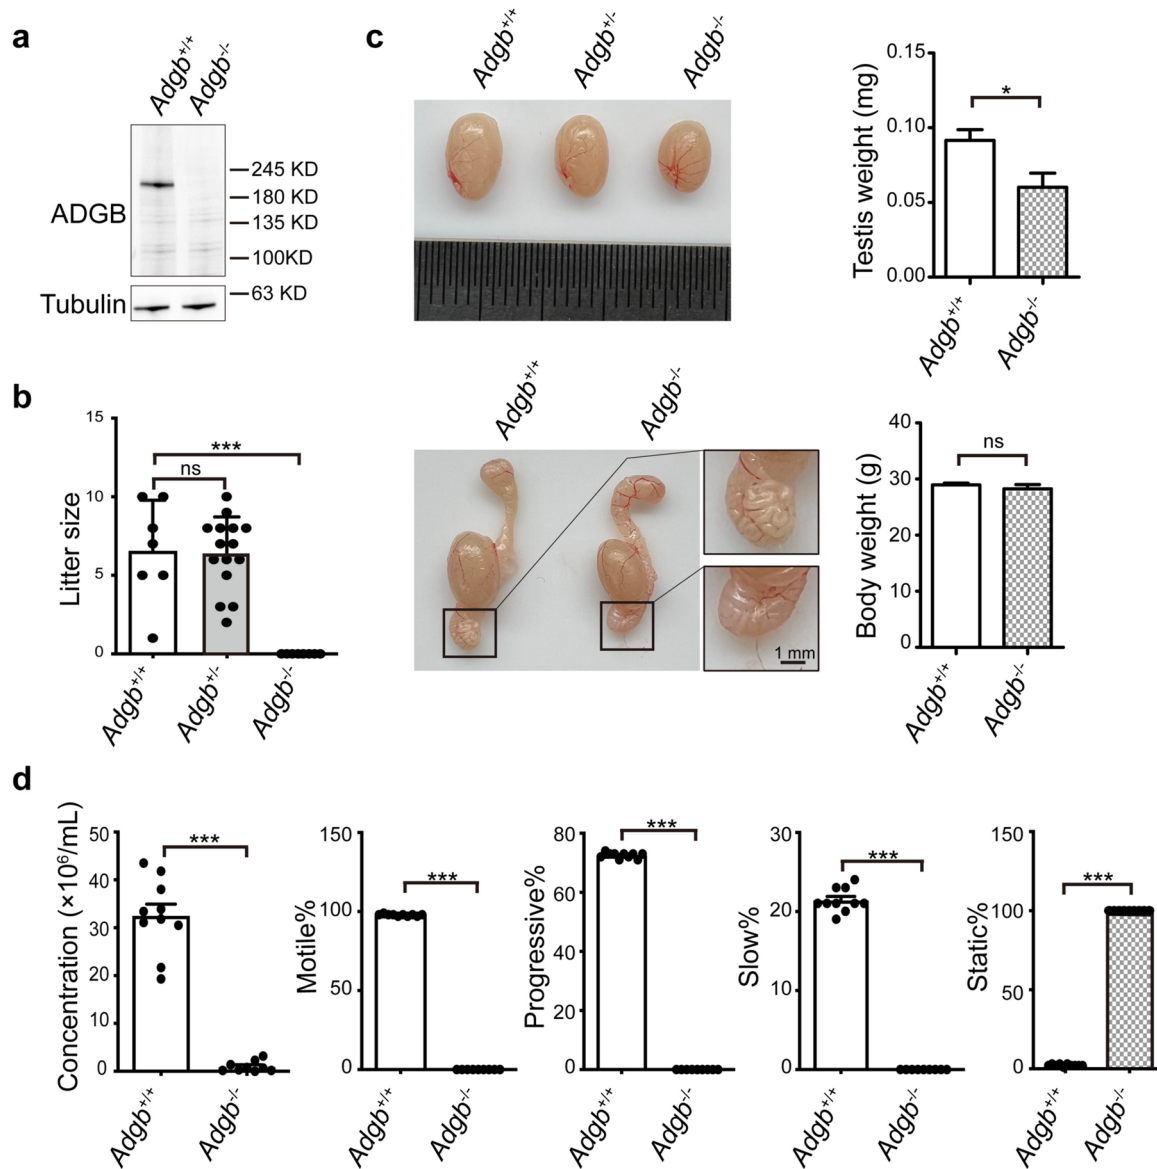 a
Adgb+/+
Adgb-/-
ADGB
245 KD
180 KD
135 KD
100KD
Tubulin
63 KD
c
Adgb+/+
Adgb+/-
Adgb-/-
Testis weight (mg)
0.15
0.10
0.05
0.00
*
Adgb+/+
Adgb-/-
b
Litter size
15
10
5
0
***
ns
Adgb+/+
Adgb+/-
Adgb-/-
Adgb+/+
Adgb-/-
1 mm
Body weight (g)
40
30
20
10
0
ns
Adgb+/+
Adgb-/-
d
Concentration (×10⁶/mL)
50
40
30
20
10
0
***
Adgb+/+
Adgb-/-
Motile%
150
100
50
0
***
Adgb+/+
Adgb-/-
Progressive%
80
60
40
20
0
***
Adgb+/+
Adgb-/-
Slow%
30
20
10
0
***
Adgb+/+
Adgb-/-
Static%
150
100
50
0
***
Adgb+/+
Adgb-/-